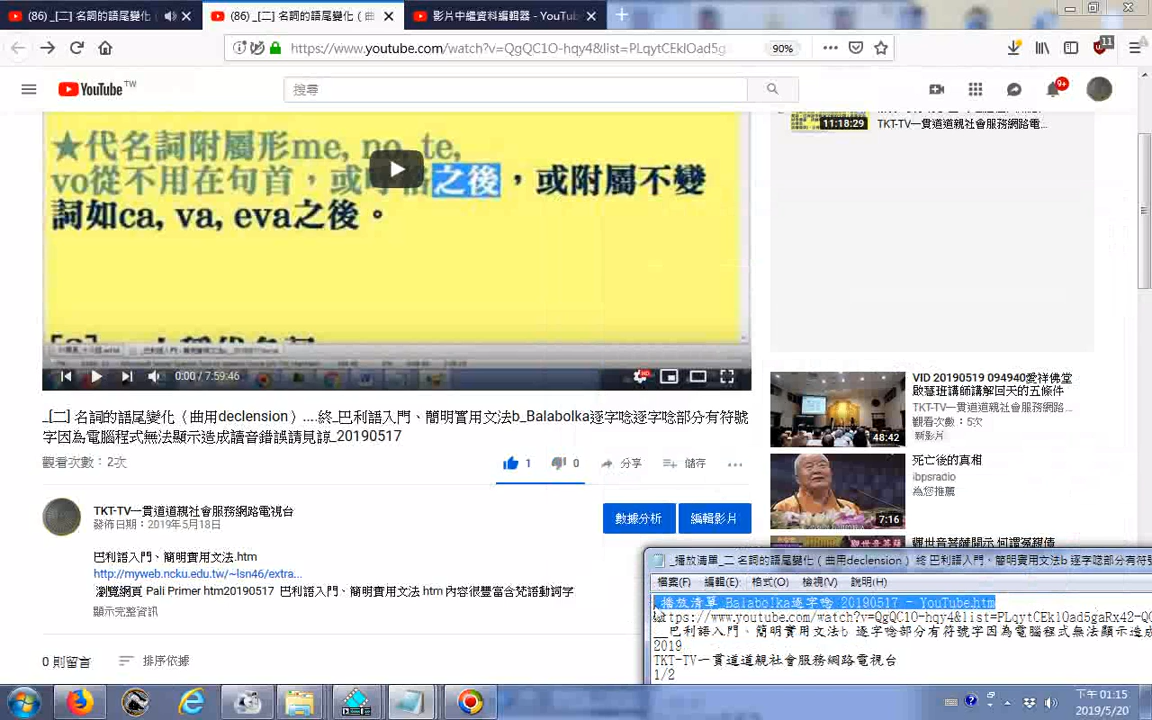 (86) _[二] 名詞的語尾變化
(86) _[二] 名詞的語尾變化（曲
影片中繼資料編輯器 - YouTub
https://www.youtube.com/watch?v=QgQC1O-hqy4&list=PLqytCEklOad5g
90%
11
YouTube TW
搜尋
9+
★代名詞附屬形me, no, te,
vo從不用在句首，或呼格之後，或附屬不變
詞如ca, va, eva之後。
0:00 / 7:59:46
HD
11:18:29
TKT-TV一貫道道親社會服務網路電...
_[二] 名詞的語尾變化（曲用declension）....終_巴利語入門、簡明實用文法b_Balabolka逐字唸逐字唸部分有符號
字因為電腦程式無法顯示造成讀音錯誤請見諒_20190517
觀看次數：2次
1
0
分享
儲存
TKT-TV一貫道道親社會服務網路電視台
發佈日期：2019年5月18日
數據分析
編輯影片
巴利語入門、簡明實用文法.htm
http://myweb.ncku.edu.tw/~lsn46/extra...
瀏覽網頁 Pali Primer htm20190517 巴利語入門、簡明實用文法 htm 內容很豐富含梵語動詞字
顯示完整資訊
0 則留言
排序依據
VID 20190519 094940愛祥佛堂
啟慧班講師講解回天的五條件
TKT-TV一貫道道親社會服務網路...
觀看次數：5次
新影片
48:42
死亡後的真相
ibpsradio
為您推薦
7:16
觀世音菩薩開示 何謂冤親債
_播放清單_二 名詞的語尾變化（曲用declension） 終 巴利語入門、簡明實用文法b 逐字唸部分有符
檔案(F) 編輯(E) 格式(O) 檢視(V) 說明(H)
_播放清單_Balabolka逐字唸 20190517 - YouTube.htm
https://www.youtube.com/watch?v=QgQC1O-hqy4&list=PLqytCEklOad5gaRx42-QC
__巴利語入門、簡明實用文法b 逐字唸部分有符號字因為電腦程式無法顯示造成
2019
TKT-TV一貫道道親社會服務網路電視台
1/2
下午 01:15
2019/5/20